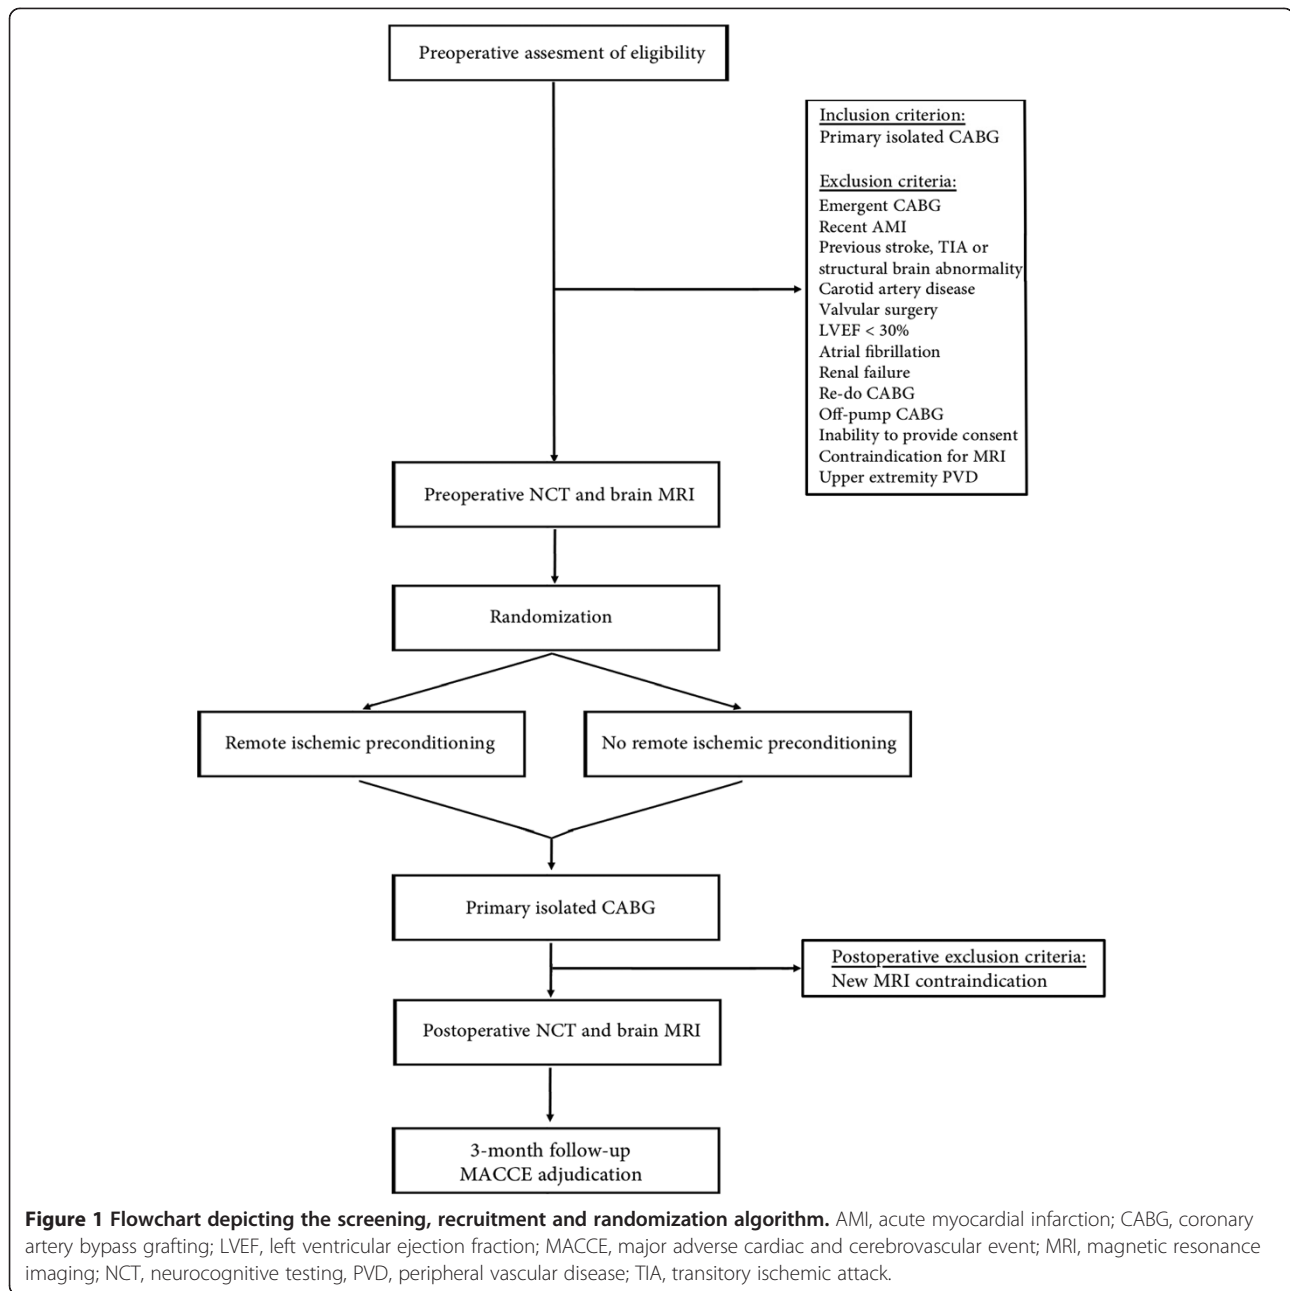 Preoperative assesment of eligibility
Inclusion criterion:
Primary isolated CABG
Exclusion criteria:
Emergent CABG
Recent AMI
Previous stroke, TIA or
structural brain abnormality
Carotid artery disease
Valvular surgery
LVEF < 30%
Atrial fibrillation
Renal failure
Re-do CABG
Off-pump CABG
Inability to provide consent
Contraindication for MRI
Upper extremity PVD
Preoperative NCT and brain MRI
Randomization
Remote ischemic preconditioning
No remote ischemic preconditioning
Primary isolated CABG
Postoperative exclusion criteria:
New MRI contraindication
Postoperative NCT and brain MRI
3-month follow-up
MACCE adjudication
Figure 1 Flowchart depicting the screening, recruitment and randomization algorithm. AMI, acute myocardial infarction; CABG, coronary
artery bypass grafting; LVEF, left ventricular ejection fraction; MACCE, major adverse cardiac and cerebrovascular event; MRI, magnetic resonance
imaging; NCT, neurocognitive testing, PVD, peripheral vascular disease; TIA, transitory ischemic attack.